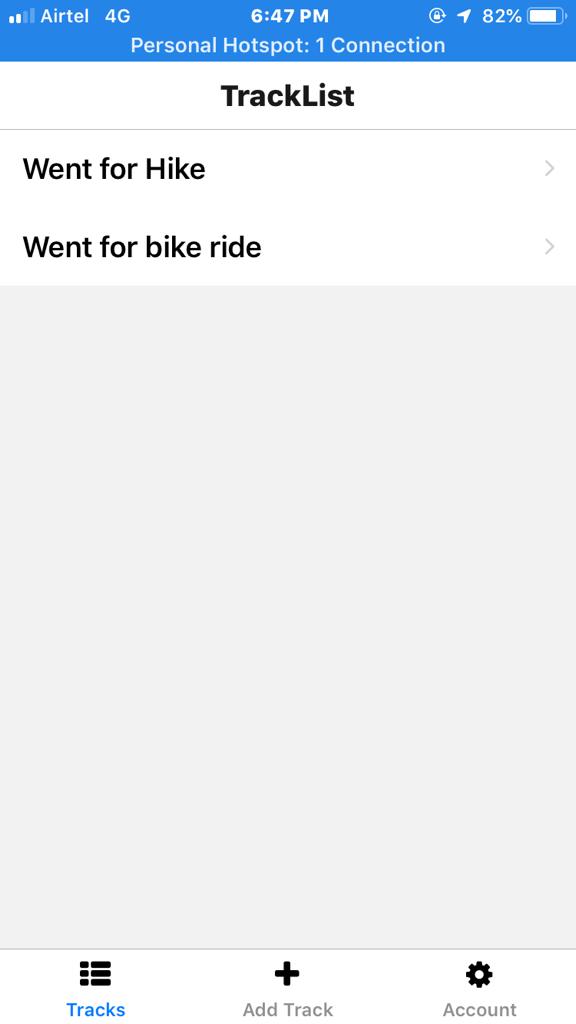 Airtel 4G 6:47 PM 82%
Personal Hotspot: 1 Connection
TrackList
Went for Hike
Went for bike ride
Tracks Add Track Account